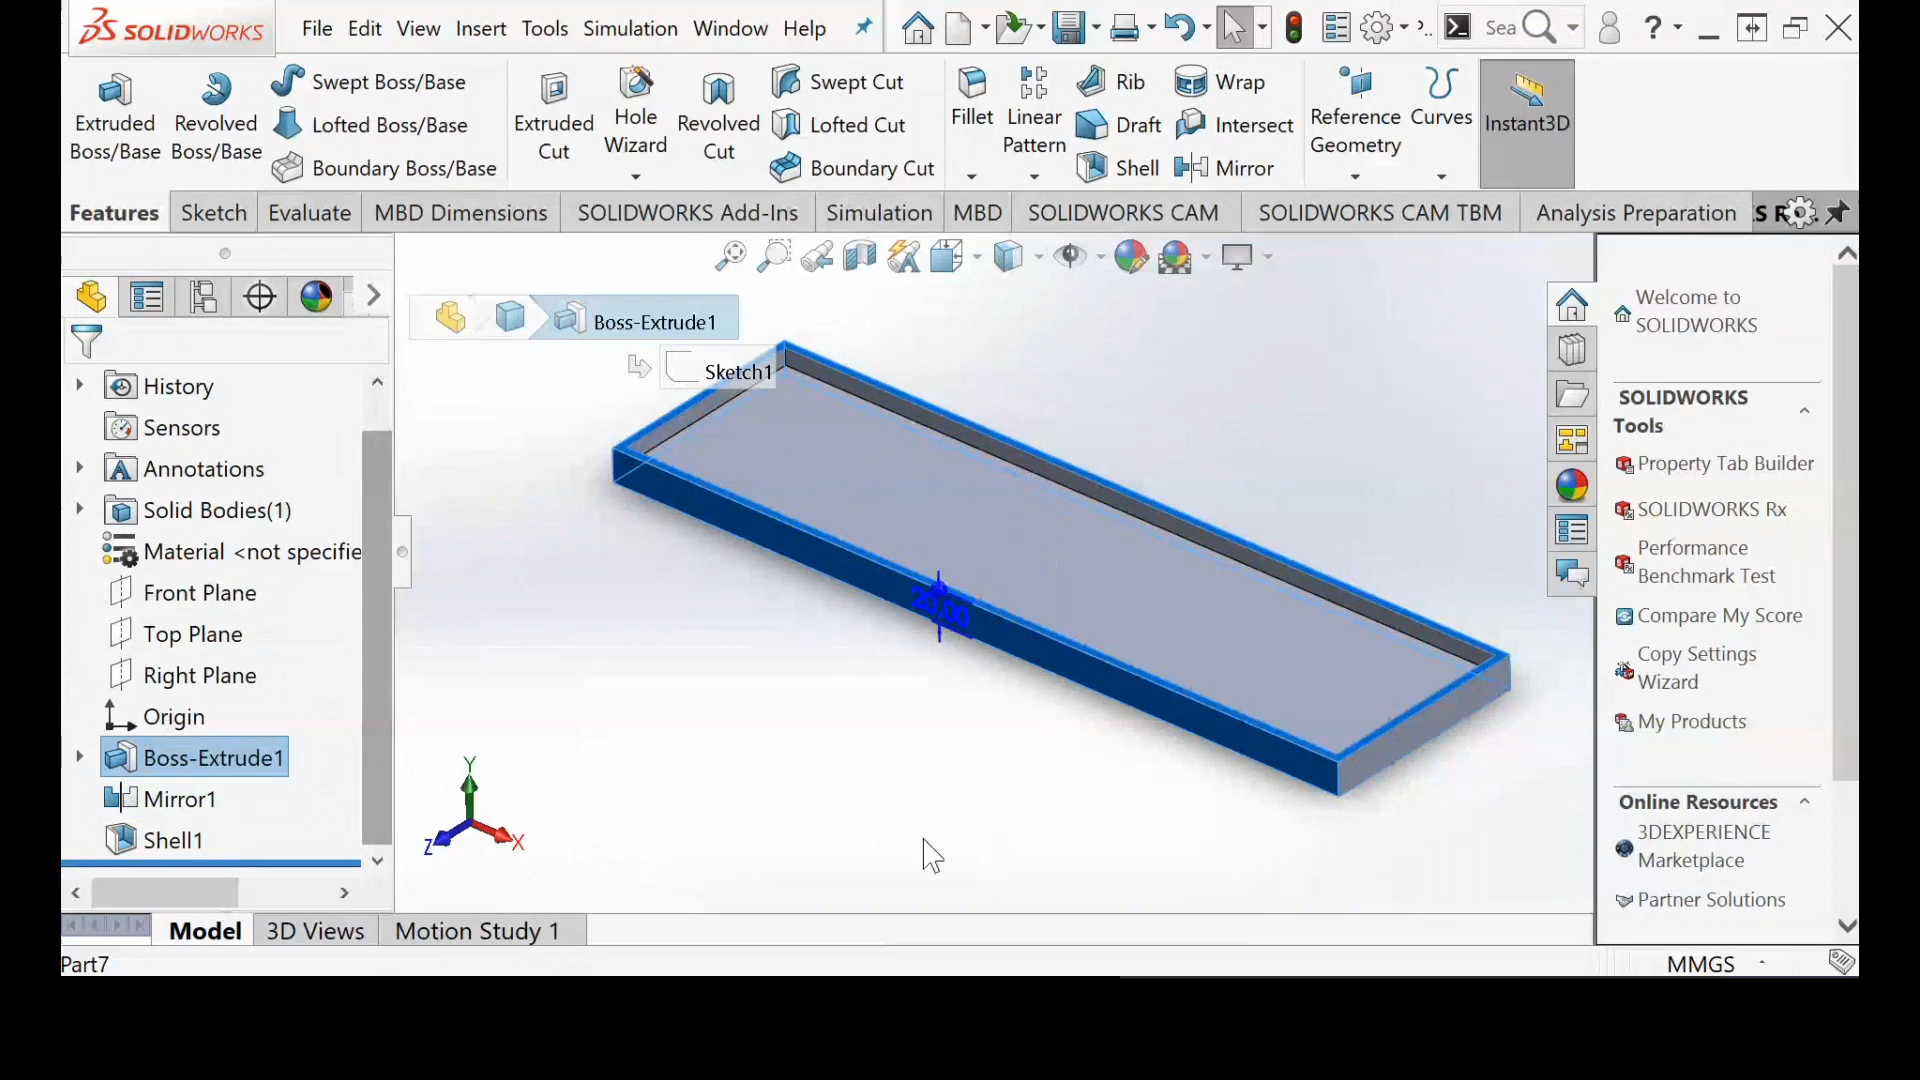 SOLIDWORKS
File Edit View Insert Tools Simulation Window Help
Sea
?
Extruded Boss/Base
Revolved Boss/Base
Swept Boss/Base
Lofted Boss/Base
Boundary Boss/Base
Extruded Cut
Hole Wizard
Revolved Cut
Swept Cut
Lofted Cut
Boundary Cut
Fillet
Linear Pattern
Rib
Draft
Shell
Wrap
Intersect
Mirror
Reference Geometry
Curves
Instant3D
Features Sketch Evaluate MBD Dimensions SOLIDWORKS Add-Ins Simulation MBD SOLIDWORKS CAM SOLIDWORKS CAM TBM Analysis Preparation
Boss-Extrude1
Sketch1
History
Sensors
Annotations
Solid Bodies(1)
Material <not specifie
Front Plane
Top Plane
Right Plane
Origin
Boss-Extrude1
Mirror1
Shell1
20.00
Y
Z
X
Welcome to
SOLIDWORKS
SOLIDWORKS
Tools
Property Tab Builder
SOLIDWORKS Rx
Performance
Benchmark Test
Compare My Score
Copy Settings
Wizard
My Products
Online Resources
3DEXPERIENCE
Marketplace
Partner Solutions
Model 3D Views Motion Study 1
Part7
MMGS